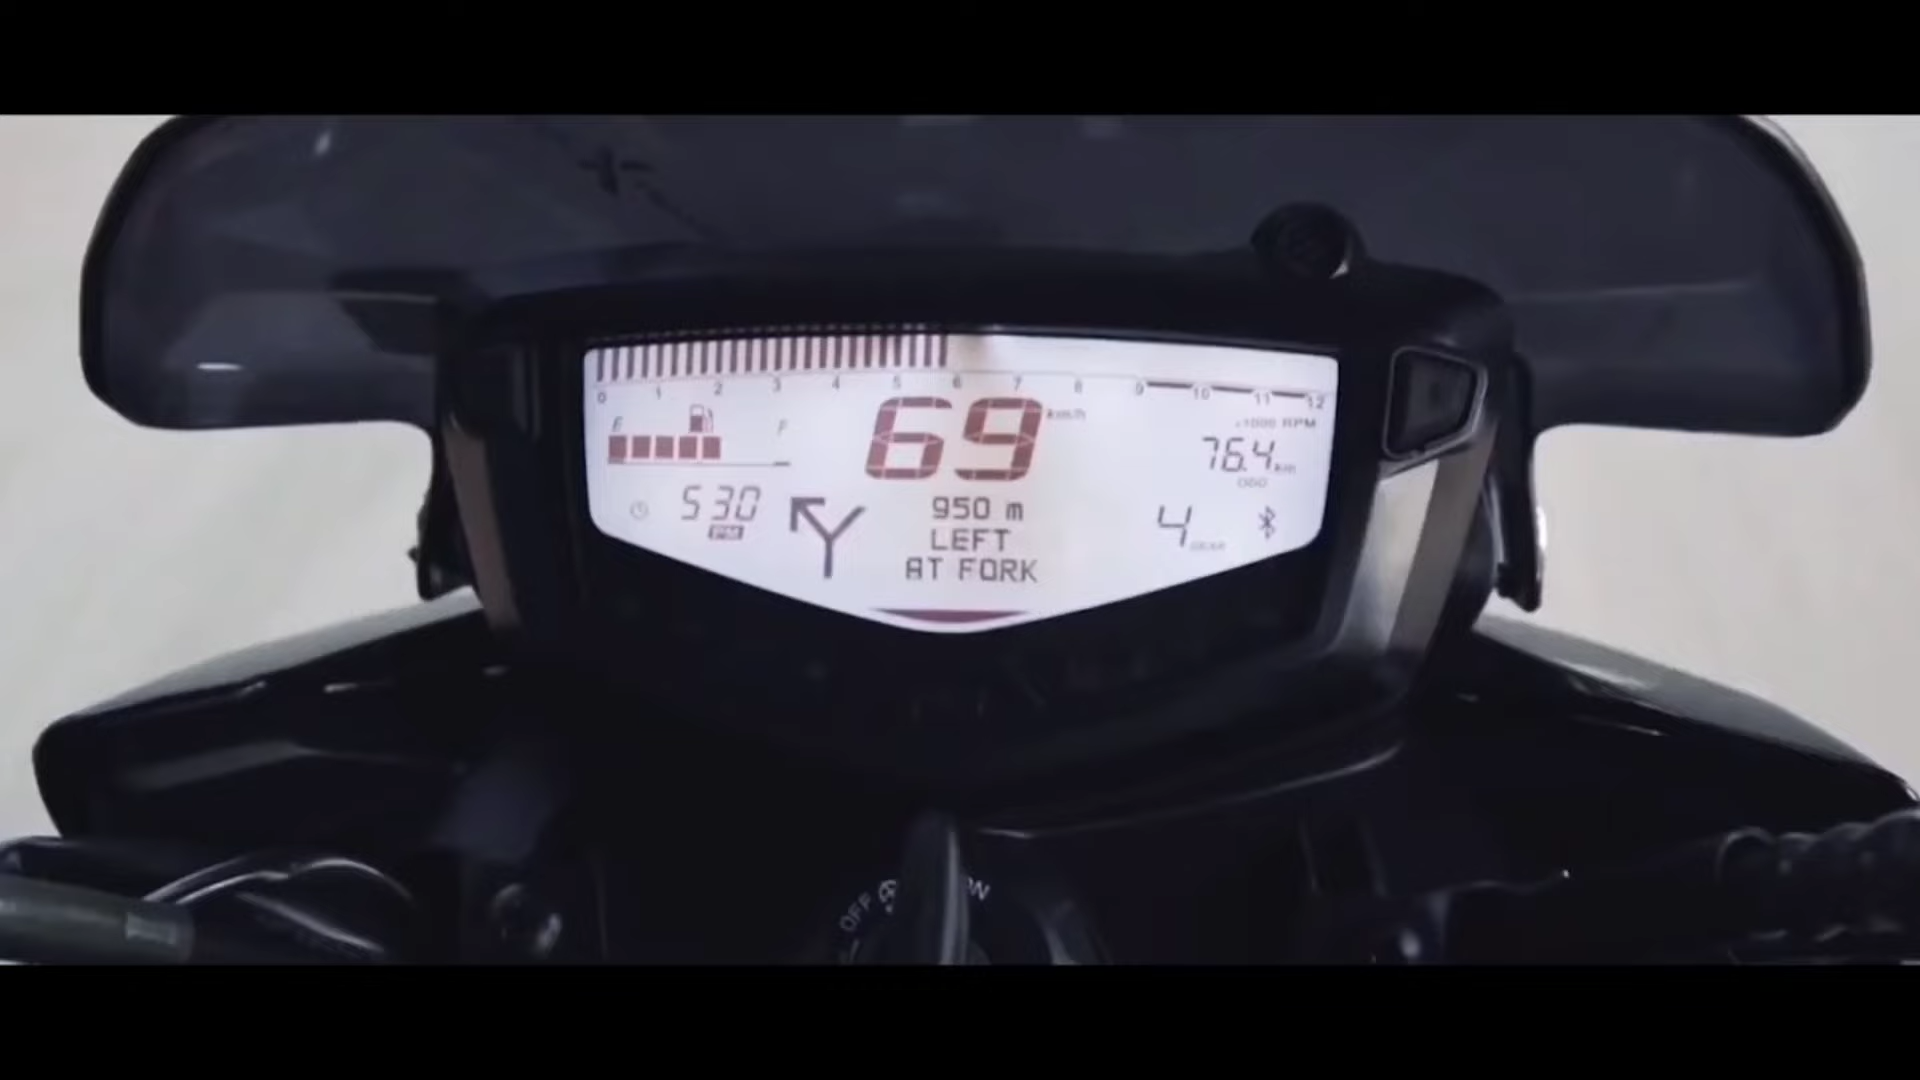 0 1 2 3 4 5 6 7 8 9 10 11 12
x1000 RPM
E F
69 km/h
76.4 km
ODO
5 30
PM
950 m
LEFT
AT FORK
4 GEAR
OFF ON